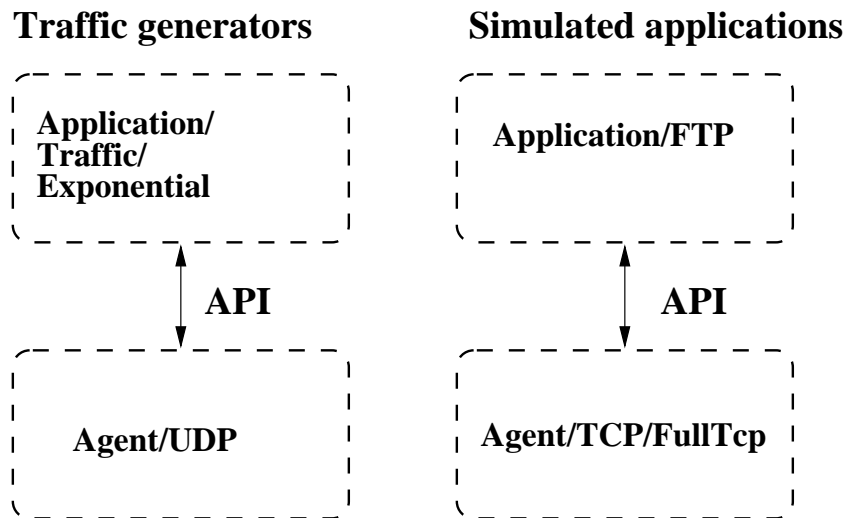 Traffic generators
Application/
Traffic/
Exponential
API
Agent/UDP
Simulated applications
Application/FTP
API
Agent/TCP/FullTcp